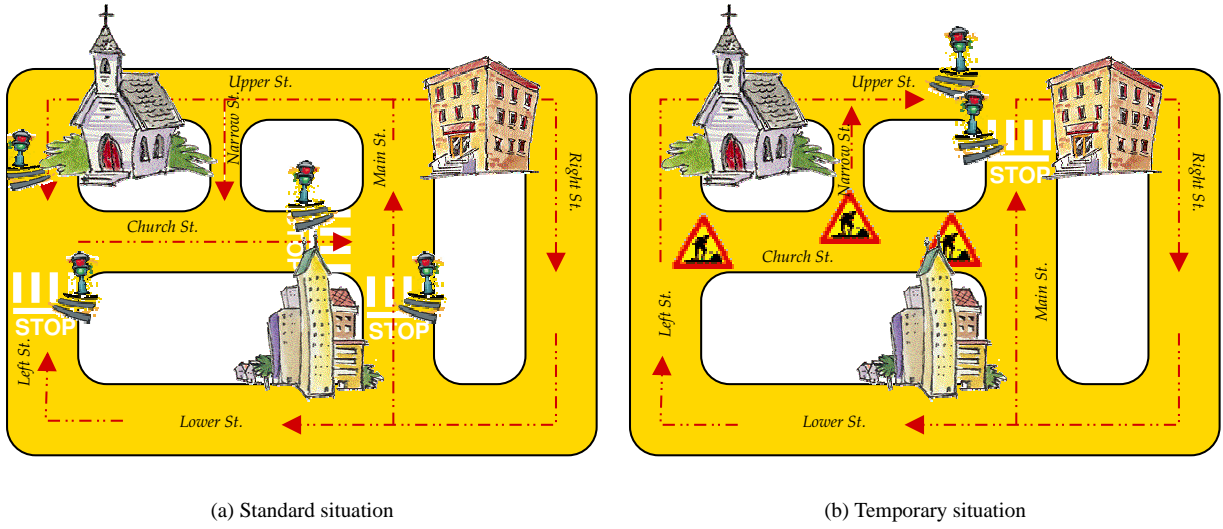 Upper St.
Narrow St.
Main St.
Right St.
Church St.
STOP
STOP
STOP
Left St.
Lower St.
(a) Standard situation
Upper St.
Narrow St.
Right St.
STOP
Church St.
Left St.
Main St.
Lower St.
(b) Temporary situation